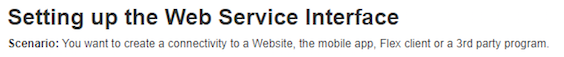 Setting up the Web Service Interface
Scenario: You want to create a connectivity to a Website, the mobile app, Flex client or a 3rd party program.